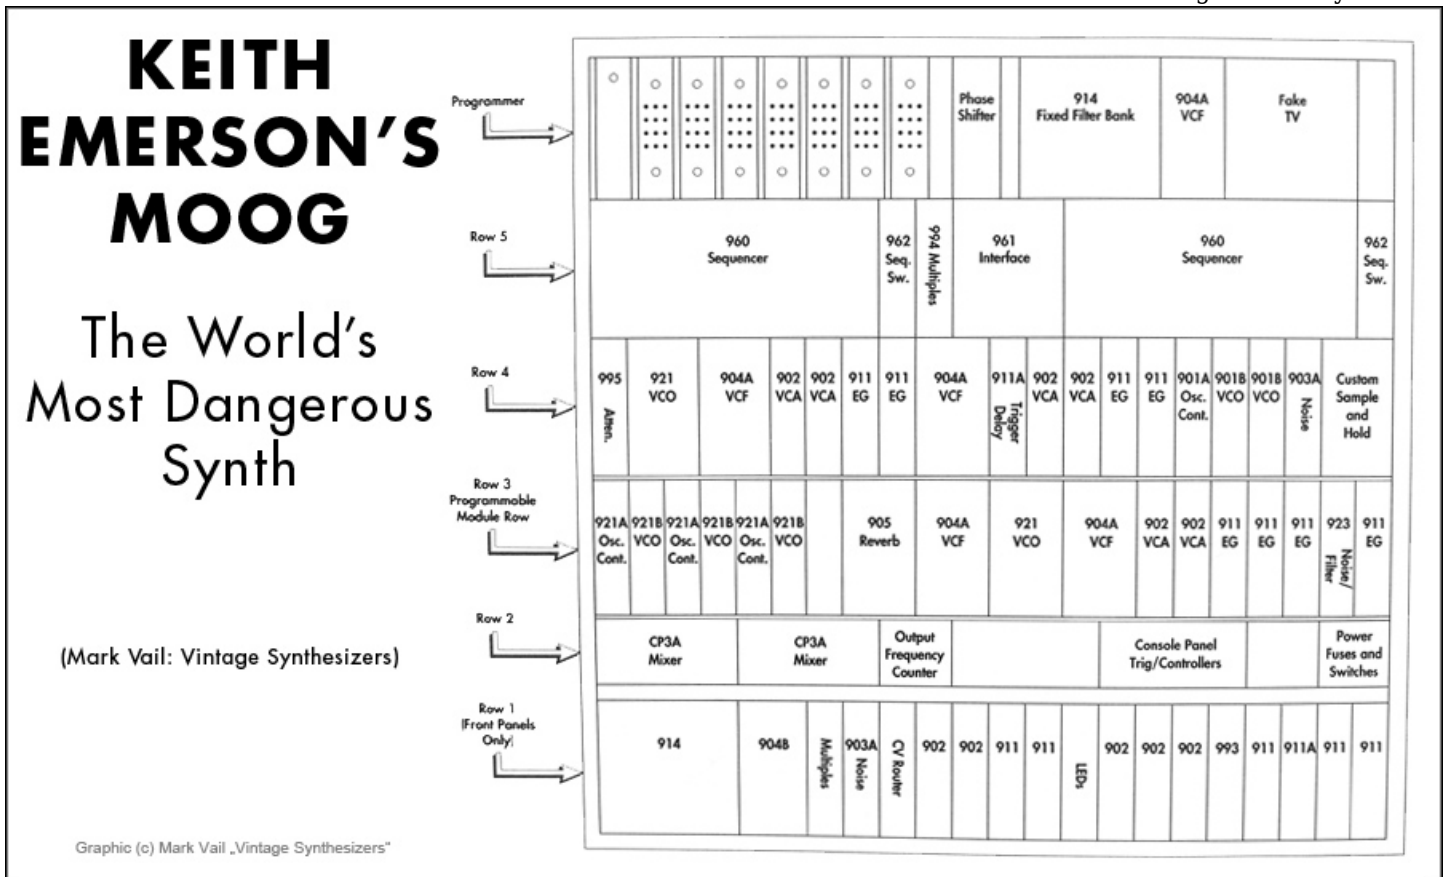 KEITH
EMERSON'S
MOOG
The World's
Most Dangerous
Synth
(Mark Vail: Vintage Synthesizers)
Graphic (c) Mark Vail „Vintage Synthesizers"
Programmer
Phase
Shifter
914
Fixed Filter Bank
904A
VCF
Fake
TV
Row 5
960
Sequencer
962
Seq.
Sw.
994 Multiples
961
Interface
960
Sequencer
962
Seq.
Sw.
Row 4
995
Atten.
921
VCO
904A
VCF
902
VCA
902
VCA
911
EG
911
EG
904A
VCF
911A
Trigger
Delay
902
VCA
902
VCA
911
EG
911
EG
901A
Osc.
Cont.
901B
VCO
901B
VCO
903A
Noise
Custom
Sample
and
Hold
Row 3
Programmable
Module Row
921A
Osc.
Cont.
921B
VCO
921A
Osc.
Cont.
921B
VCO
921A
Osc.
Cont.
921B
VCO
905
Reverb
904A
VCF
921
VCO
904A
VCF
902
VCA
902
VCA
911
EG
911
EG
911
EG
923
Noise/
Filter
911
EG
Row 2
CP3A
Mixer
CP3A
Mixer
Output
Frequency
Counter
Console Panel
Trig/Controllers
Power
Fuses and
Switches
Row 1
|Front Panels
Only|
914
904B
Multiples
903A
Noise
CV Router
902
902
911
911
LEDs
902
902
902
993
911
911A
911
911